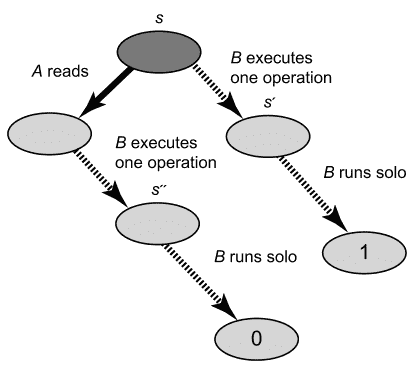 s
A reads
B executes
one operation
s′
B executes
one operation
B runs solo
s′′
1
B runs solo
0